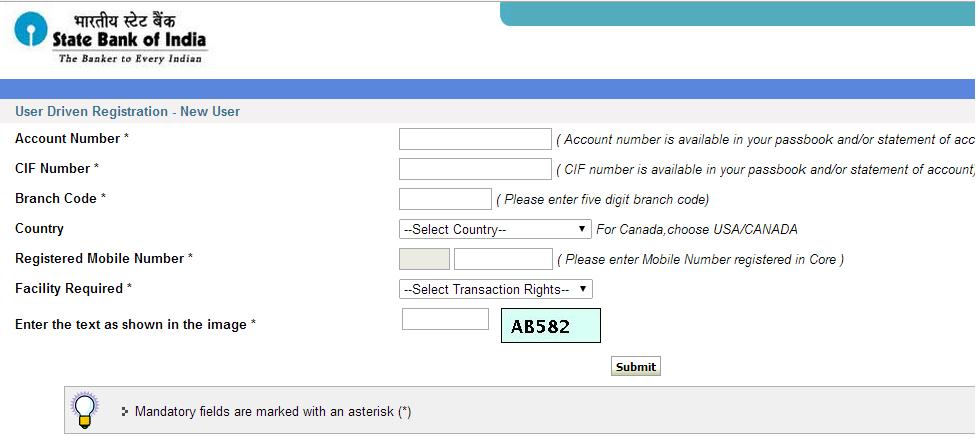 भारतीय स्टेट बैंक
State Bank of India
The Banker to Every Indian
User Driven Registration - New User
Account Number * ( Account number is available in your passbook and/or statement of acc
CIF Number * ( CIF number is available in your passbook and/or statement of account)
Branch Code * ( Please enter five digit branch code)
Country --Select Country-- For Canada,choose USA/CANADA
Registered Mobile Number * ( Please enter Mobile Number registered in Core )
Facility Required * --Select Transaction Rights--
Enter the text as shown in the image * AB582
Submit
Mandatory fields are marked with an asterisk (*)